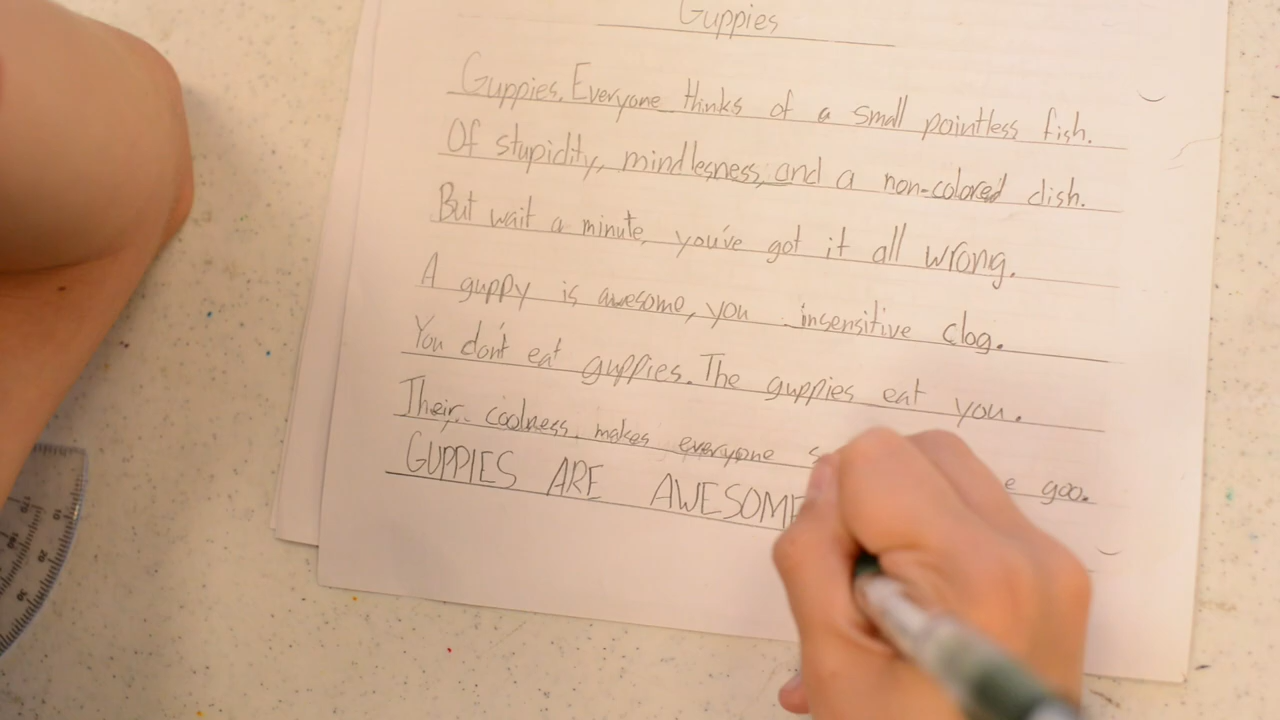 Guppies
Guppies. Everyone thinks of a small pointless fish.
Of stupidity, mindlesness, and a non-colored dish.
But wait a minute, you've got it all wrong.
A guppy is awesome, you insensitive clog.
You don't eat guppies. The guppies eat you.
Their coolness makes everyone goo.
GUPPIES ARE AWESOME